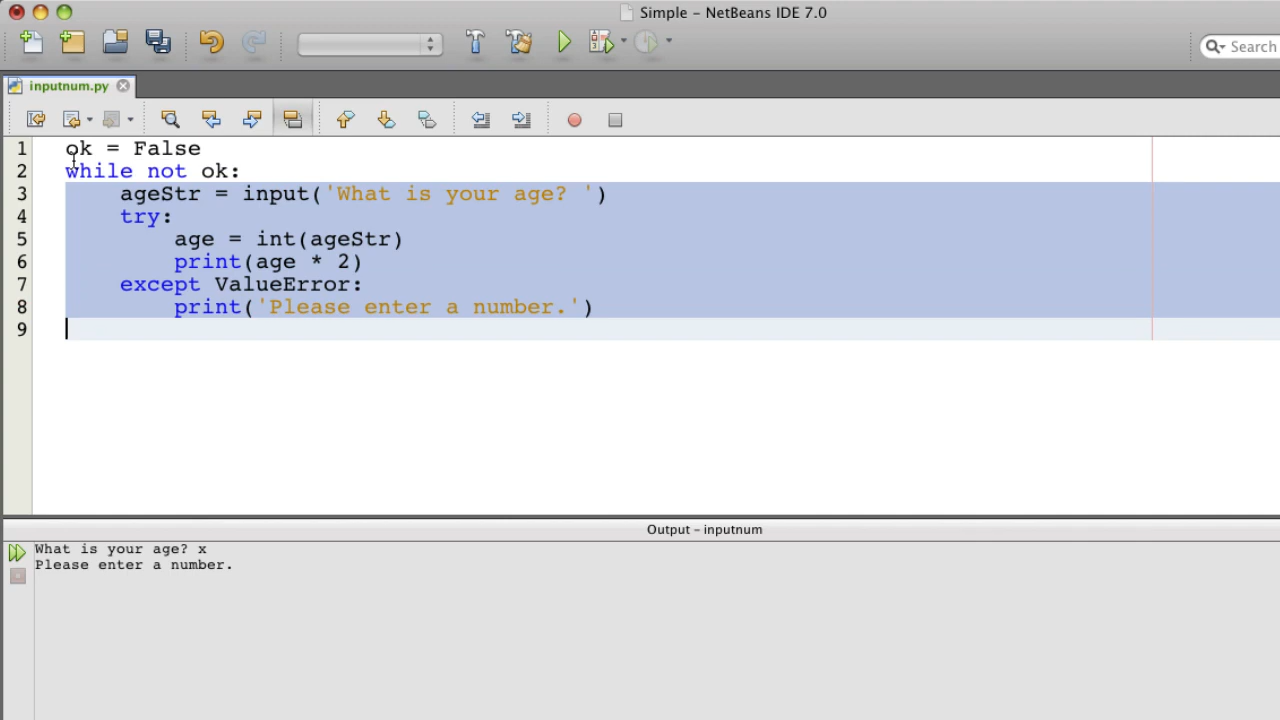 Simple – NetBeans IDE 7.0
Search
inputnum.py
1 ok = False
2 while not ok:
3 ageStr = input('What is your age? ')
4 try:
5 age = int(ageStr)
6 print(age * 2)
7 except ValueError:
8 print('Please enter a number.')
9
Output – inputnum
What is your age? x
Please enter a number.